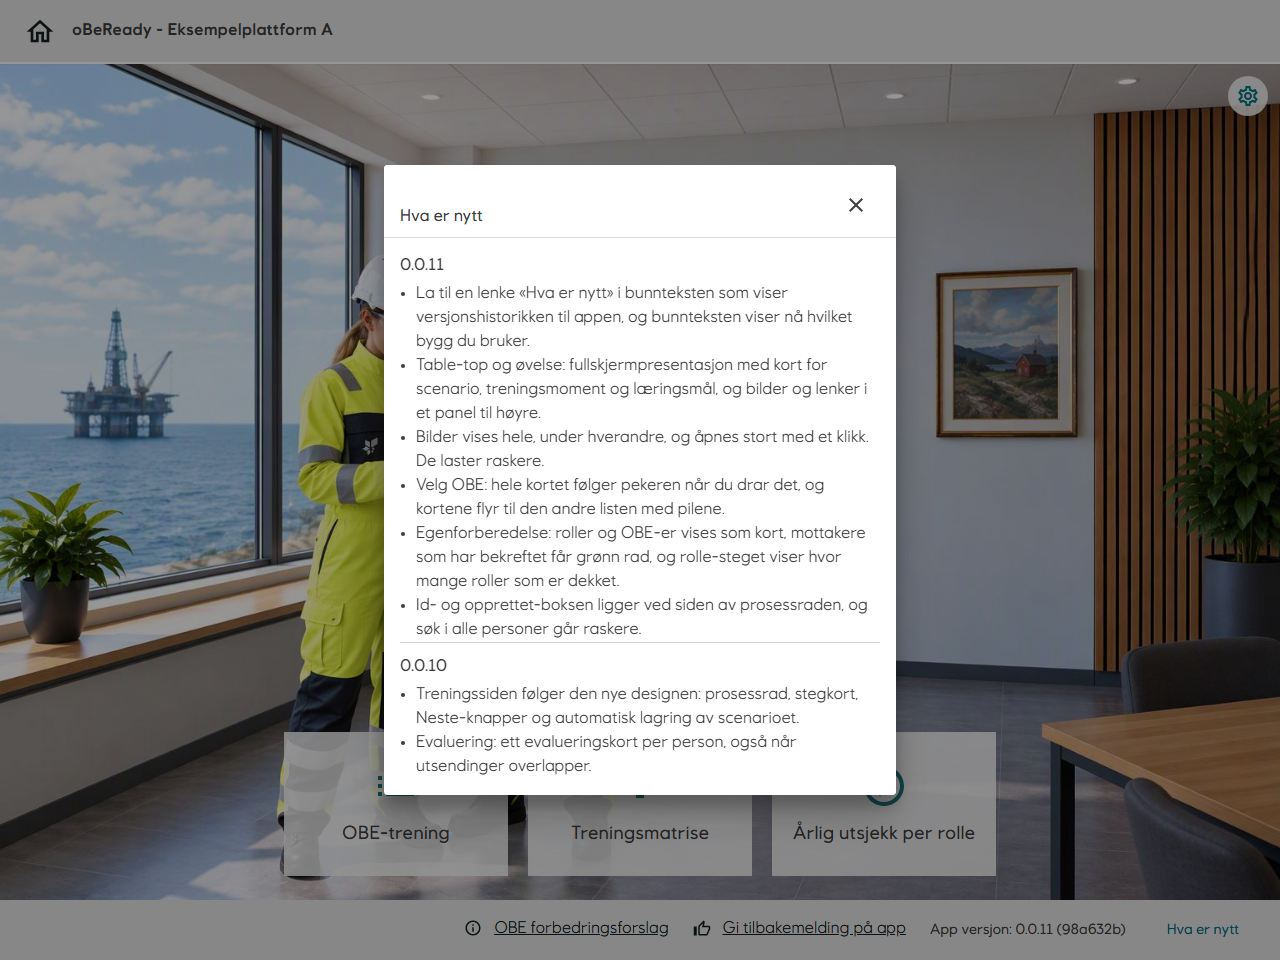 oBeReady - Eksempelplattform A
Hva er nytt
0.0.11
• La til en lenke «Hva er nytt» i bunnteksten som viser
versjonshistorikken til appen, og bunnteksten viser nå hvilket
bygg du bruker.
• Table-top og øvelse: fullskjermpresentasjon med kort for
scenario, treningsmoment og læringsmål, og bilder og lenker i
et panel til høyre.
• Bilder vises hele, under hverandre, og åpnes stort med et klikk.
De laster raskere.
• Velg OBE: hele kortet følger pekeren når du drar det, og
kortene flyr til den andre listen med pilene.
• Egenforberedelse: roller og OBE-er vises som kort, mottakere
som har bekreftet får grønn rad, og rolle-steget viser hvor
mange roller som er dekket.
• Id- og opprettet-boksen ligger ved siden av prosessraden, og
søk i alle personer går raskere.
0.0.10
• Treningssiden følger den nye designen: prosessrad, stegkort,
Neste-knapper og automatisk lagring av scenarioet.
• Evaluering: ett evalueringskort per person, også når
utsendinger overlapper.
OBE-trening
Treningsmatrise
Årlig utsjekk per rolle
OBE forbedringsforslag
Gi tilbakemelding på app
App versjon: 0.0.11 (98a632b)
Hva er nytt